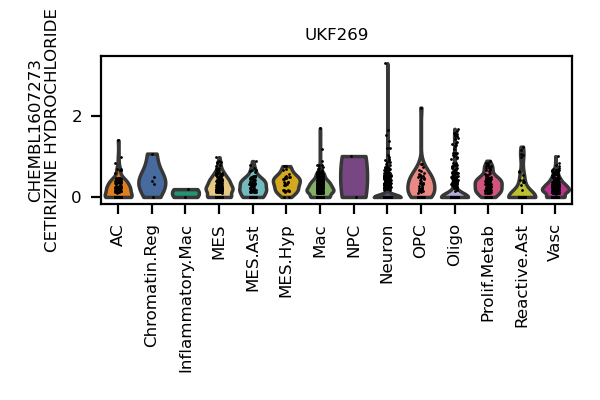 UKF269
CHEMBL1607273
CETIRIZINE HYDROCHLORIDE
2
0
AC
Chromatin.Reg
Inflammatory.Mac
MES
MES.Ast
MES.Hyp
Mac
NPC
Neuron
OPC
Oligo
Prolif.Metab
Reactive.Ast
Vasc